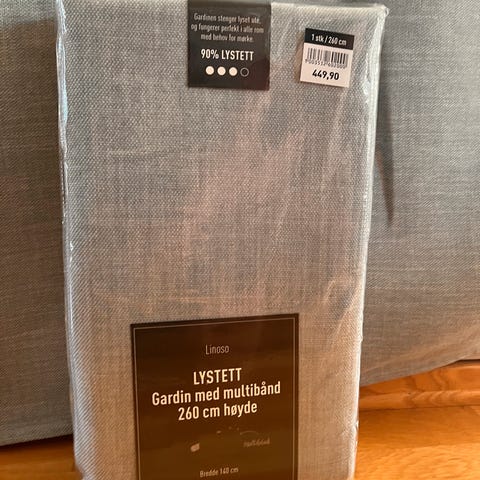 Gardinen stenger lyset ute,
og fungerer perfekt i alle rom
med behov for mørke.
90% LYSTETT
1 stk / 260 cm
449,90
Linoso
LYSTETT
Gardin med multibånd
260 cm høyde
Multibånd
Bredde 140 cm